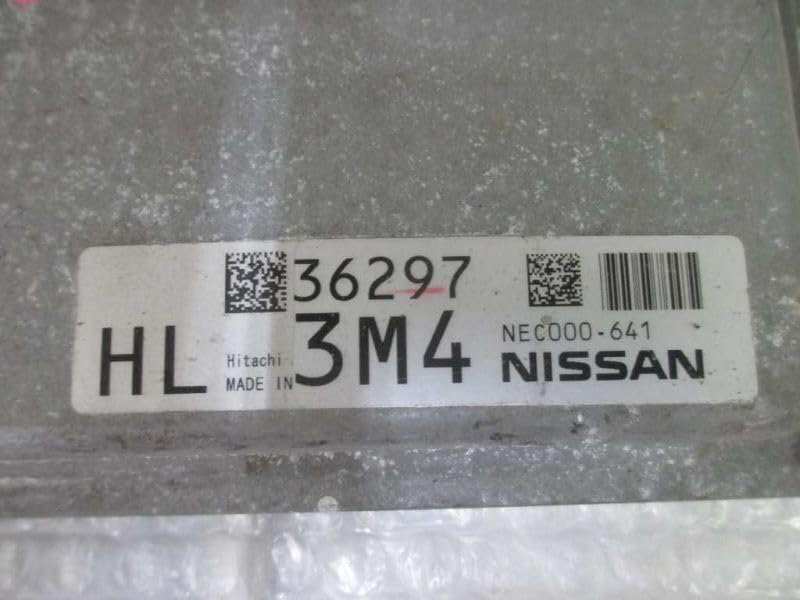 36297
HL
Hitachi
MADE IN
3M4
NEC000-641
NISSAN